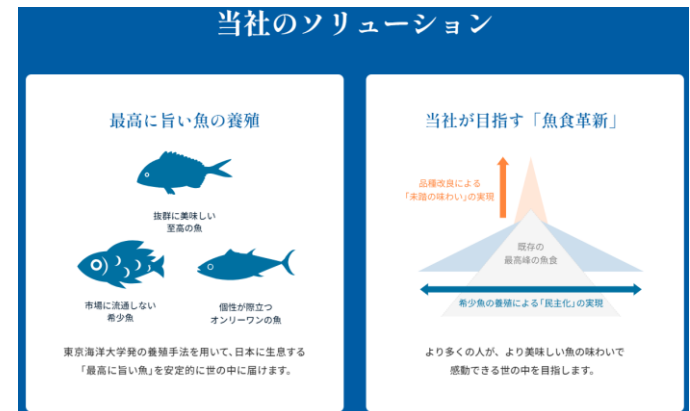 当社のソリューション
最高に旨い魚の養殖
抜群に美味しい
至高の魚
市場に流通しない
希少魚
個性が際立つ
オンリーワンの魚
東京海洋大学発の養殖手法を用いて、日本に生息する
「最高に旨い魚」を安定的に世の中に届けます。
当社が目指す「魚食革新」
品種改良による
「未踏の味わい」の実現
既存の
最高峰の魚食
希少魚の養殖による「民主化」の実現
より多くの人が、より美味しい魚の味わいで
感動できる世の中を目指します。